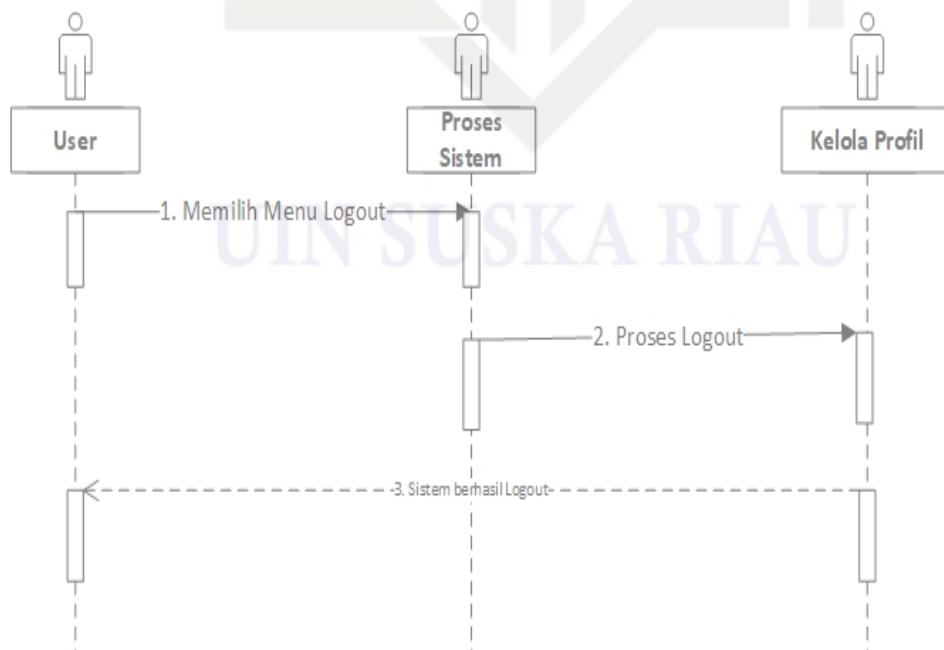 User
Proses
Sistem
Kelola Profil
1. Memilih Menu Logout
UIN SUSKA RIAU
2. Proses Logout
3. Sistem berhasil Logout